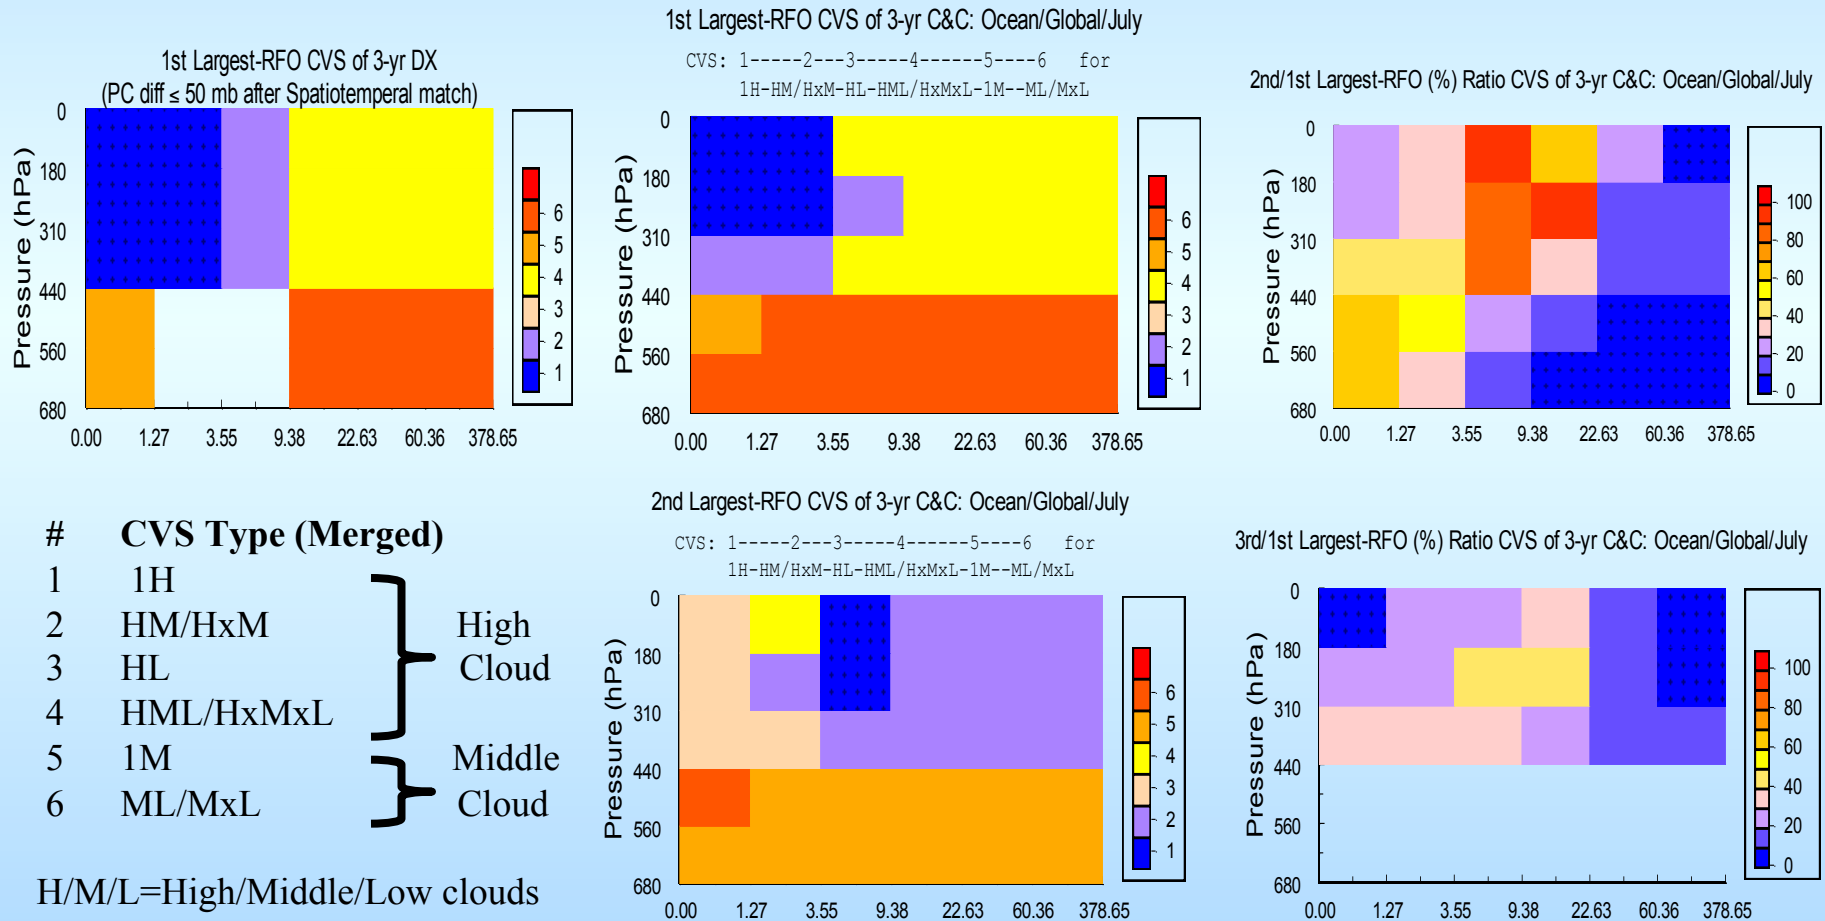 1st Largest-RFO CVS of 3-yr DX
(PC diff ≤ 50 mb after Spatiotemperal match)
Pressure (hPa)
0
180
310
440
560
680
0.00 1.27 3.55 9.38 22.63 60.36 378.65
6
5
4
3
2
1
1st Largest-RFO CVS of 3-yr C&C: Ocean/Global/July
CVS: 1-----2---3-----4------5----6 for
1H-HM/HxM-HL-HML/HxMxL-1M--ML/MxL
Pressure (hPa)
0
180
310
440
560
680
0.00 1.27 3.55 9.38 22.63 60.36 378.65
6
5
4
3
2
1
2nd/1st Largest-RFO (%) Ratio CVS of 3-yr C&C: Ocean/Global/July
Pressure (hPa)
0
180
310
440
560
680
0.00 1.27 3.55 9.38 22.63 60.36 378.65
100
80
60
40
20
0
# CVS Type (Merged)
1 1H
2 HM/HxM High
3 HL Cloud
4 HML/HxMxL
5 1M Middle
6 ML/MxL Cloud
H/M/L=High/Middle/Low clouds
2nd Largest-RFO CVS of 3-yr C&C: Ocean/Global/July
CVS: 1-----2---3-----4------5----6 for
1H-HM/HxM-HL-HML/HxMxL-1M--ML/MxL
Pressure (hPa)
0
180
310
440
560
680
0.00 1.27 3.55 9.38 22.63 60.36 378.65
6
5
4
3
2
1
3rd/1st Largest-RFO (%) Ratio CVS of 3-yr C&C: Ocean/Global/July
Pressure (hPa)
0
180
310
440
560
680
0.00 1.27 3.55 9.38 22.63 60.36 378.65
100
80
60
40
20
0